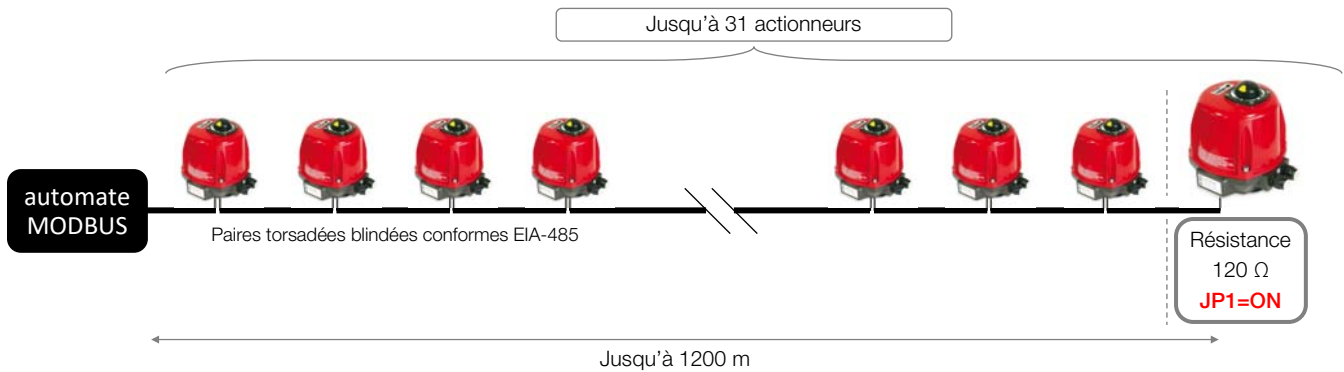 Jusqu'à 31 actionneurs
automate
MODBUS
Paires torsadées blindées conformes EIA-485
Résistance
120 Ω
JP1=ON
Jusqu'à 1200 m